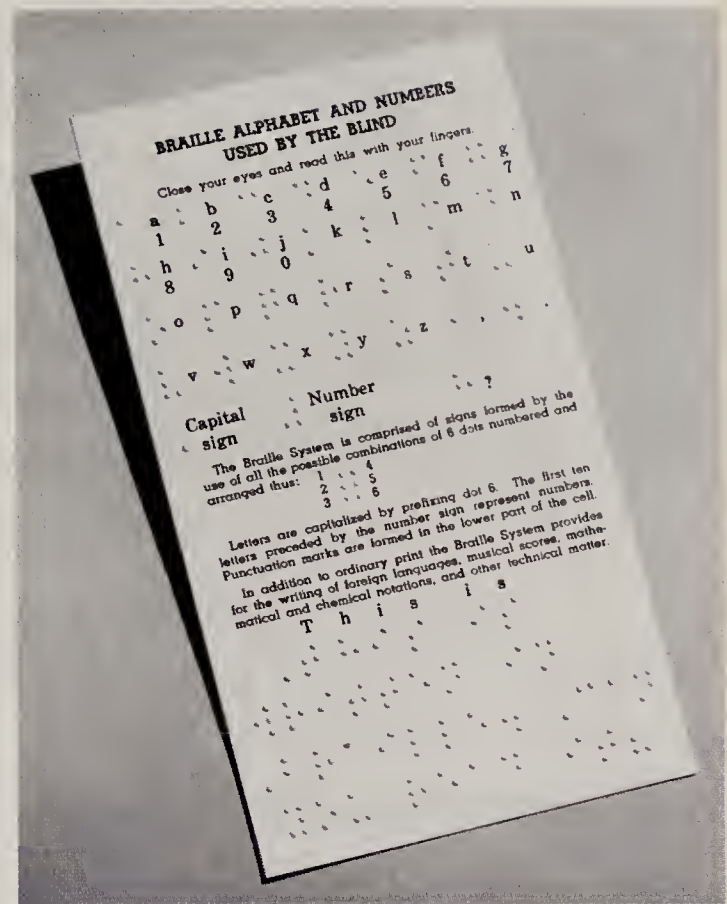 BRAILLE ALPHABET AND NUMBERS
USED BY THE BLIND
Close your eyes and read this with your fingers.
a b c d e f g
1 2 3 4 5 6 7
h i j k l m n
8 9 0
o p q r s t u
v w x y z , .
Capital Number ?
sign sign
The Braille System is comprised of signs formed by the
use of all the possible combinations of 6 dots numbered and
arranged thus: 1 4
2 5
3 6
Letters are capitalized by prefixing dot 6. The first ten
letters preceded by the number sign represent numbers.
Punctuation marks are formed in the lower part of the cell.
In addition to ordinary print the Braille System provides
for the writing of foreign languages, musical scores, mathe-
matical and chemical notations, and other technical matter.
T h i s i s